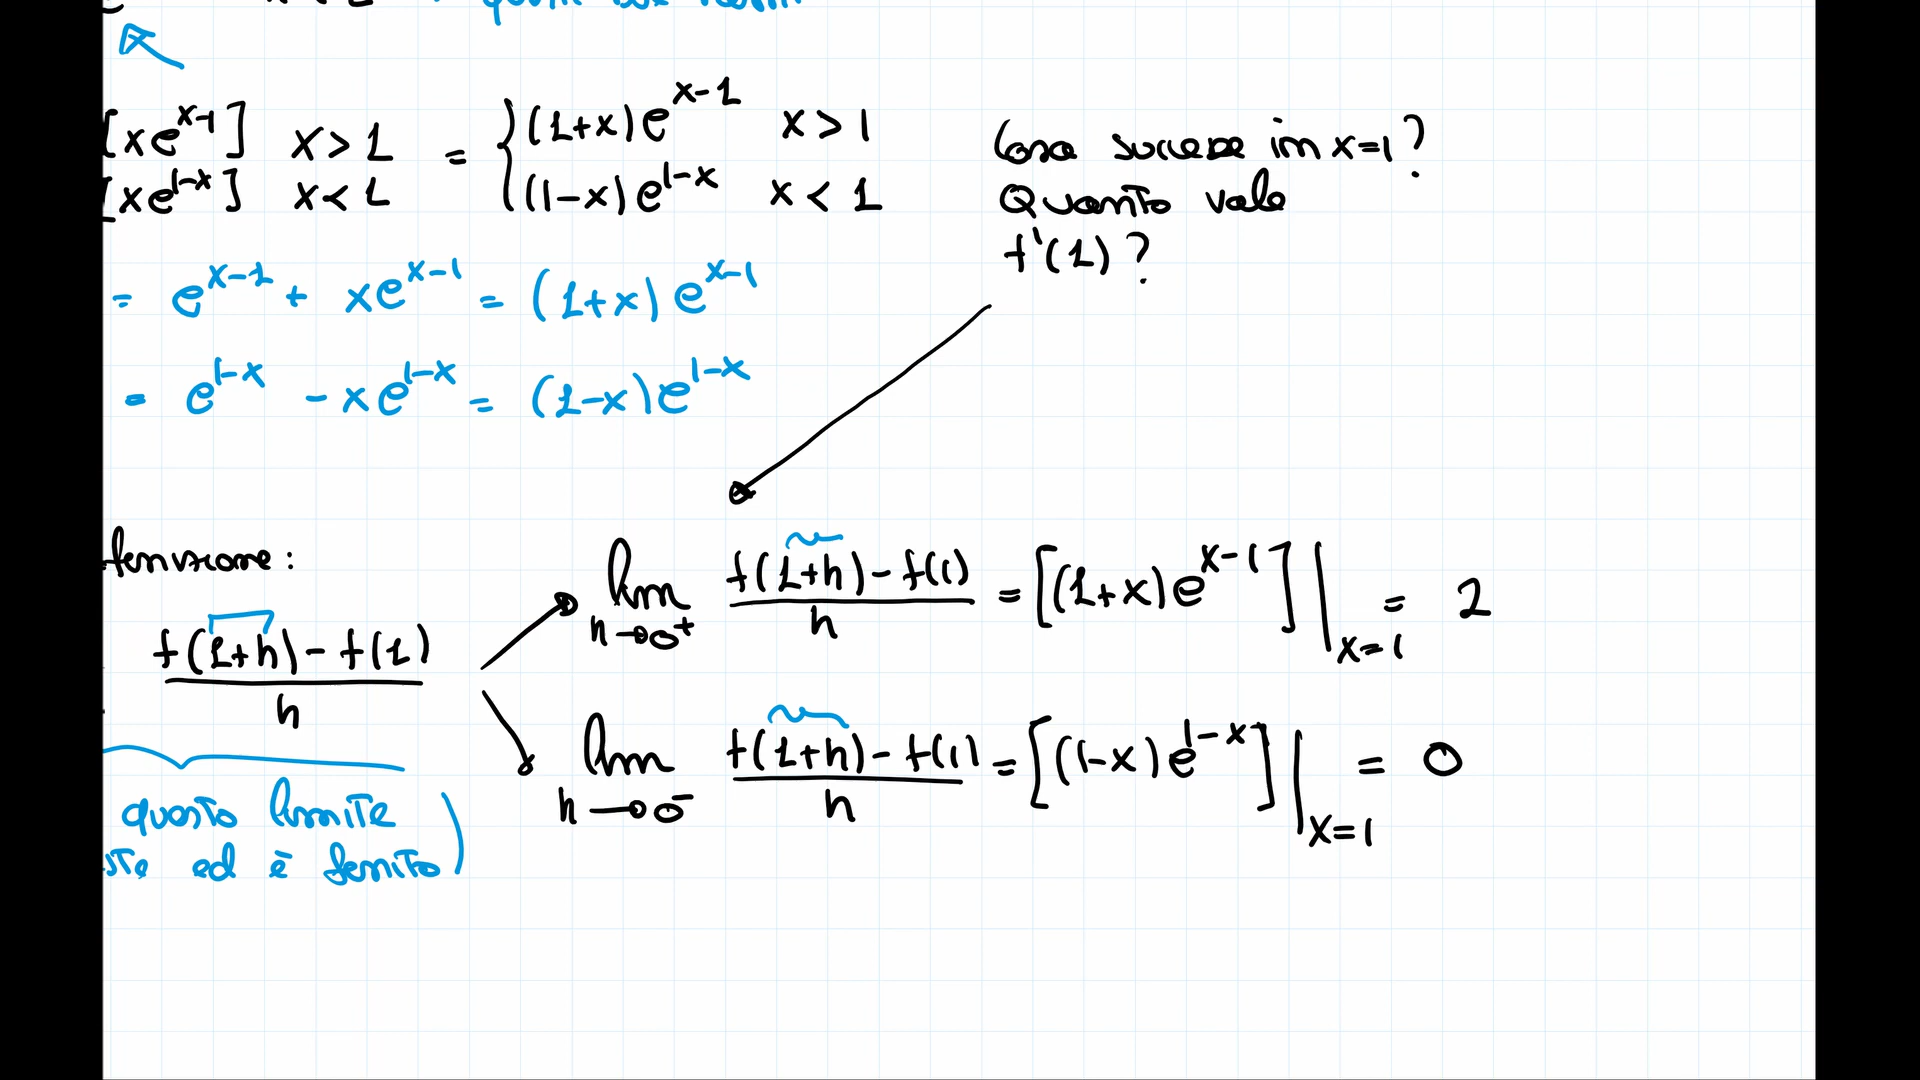 [xe^{x-1}] x>1 = { (1+x)e^{x-1} x>1
[xe^{1-x}] x<1 (1-x)e^{1-x} x<1
Cosa succede in x=1?
Quanto vale
f'(1)?
= e^{x-1} + xe^{x-1} = (1+x)e^{x-1}
= e^{1-x} - xe^{1-x} = (1-x)e^{1-x}
finizione:
f(1+h)-f(1)
h
lim h→0⁺ f(1+h)-f(1) / h = [(1+x)e^{x-1}]|_{x=1} = 2
lim h→0⁻ f(1+h)-f(1) / h = [(1-x)e^{1-x}]|_{x=1} = 0
questo limite
ste ed è finito)